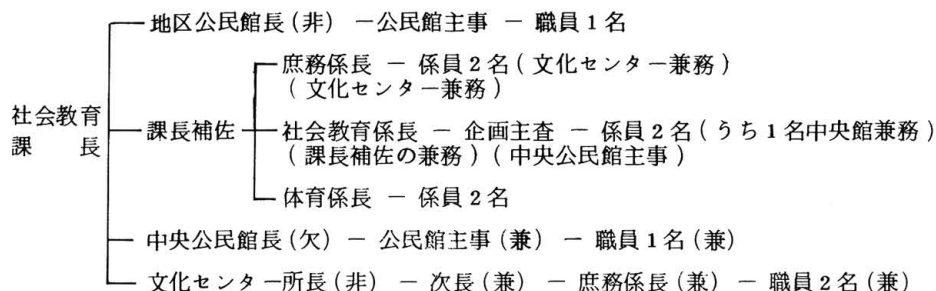 地区公民館長(非) －公民館主事 － 職員1名
庶務係長 － 係員2名(文化センター兼務)
(文化センター兼務)
社会教育課長
課長補佐
社会教育係長 － 企画主査 － 係員2名(うち1名中央館兼務)
(課長補佐の兼務)(中央公民館主事)
体育係長 － 係員2名
中央公民館長(欠) － 公民館主事(兼) － 職員1名(兼)
文化センター所長(非) － 次長(兼) － 庶務係長(兼) － 職員2名(兼)